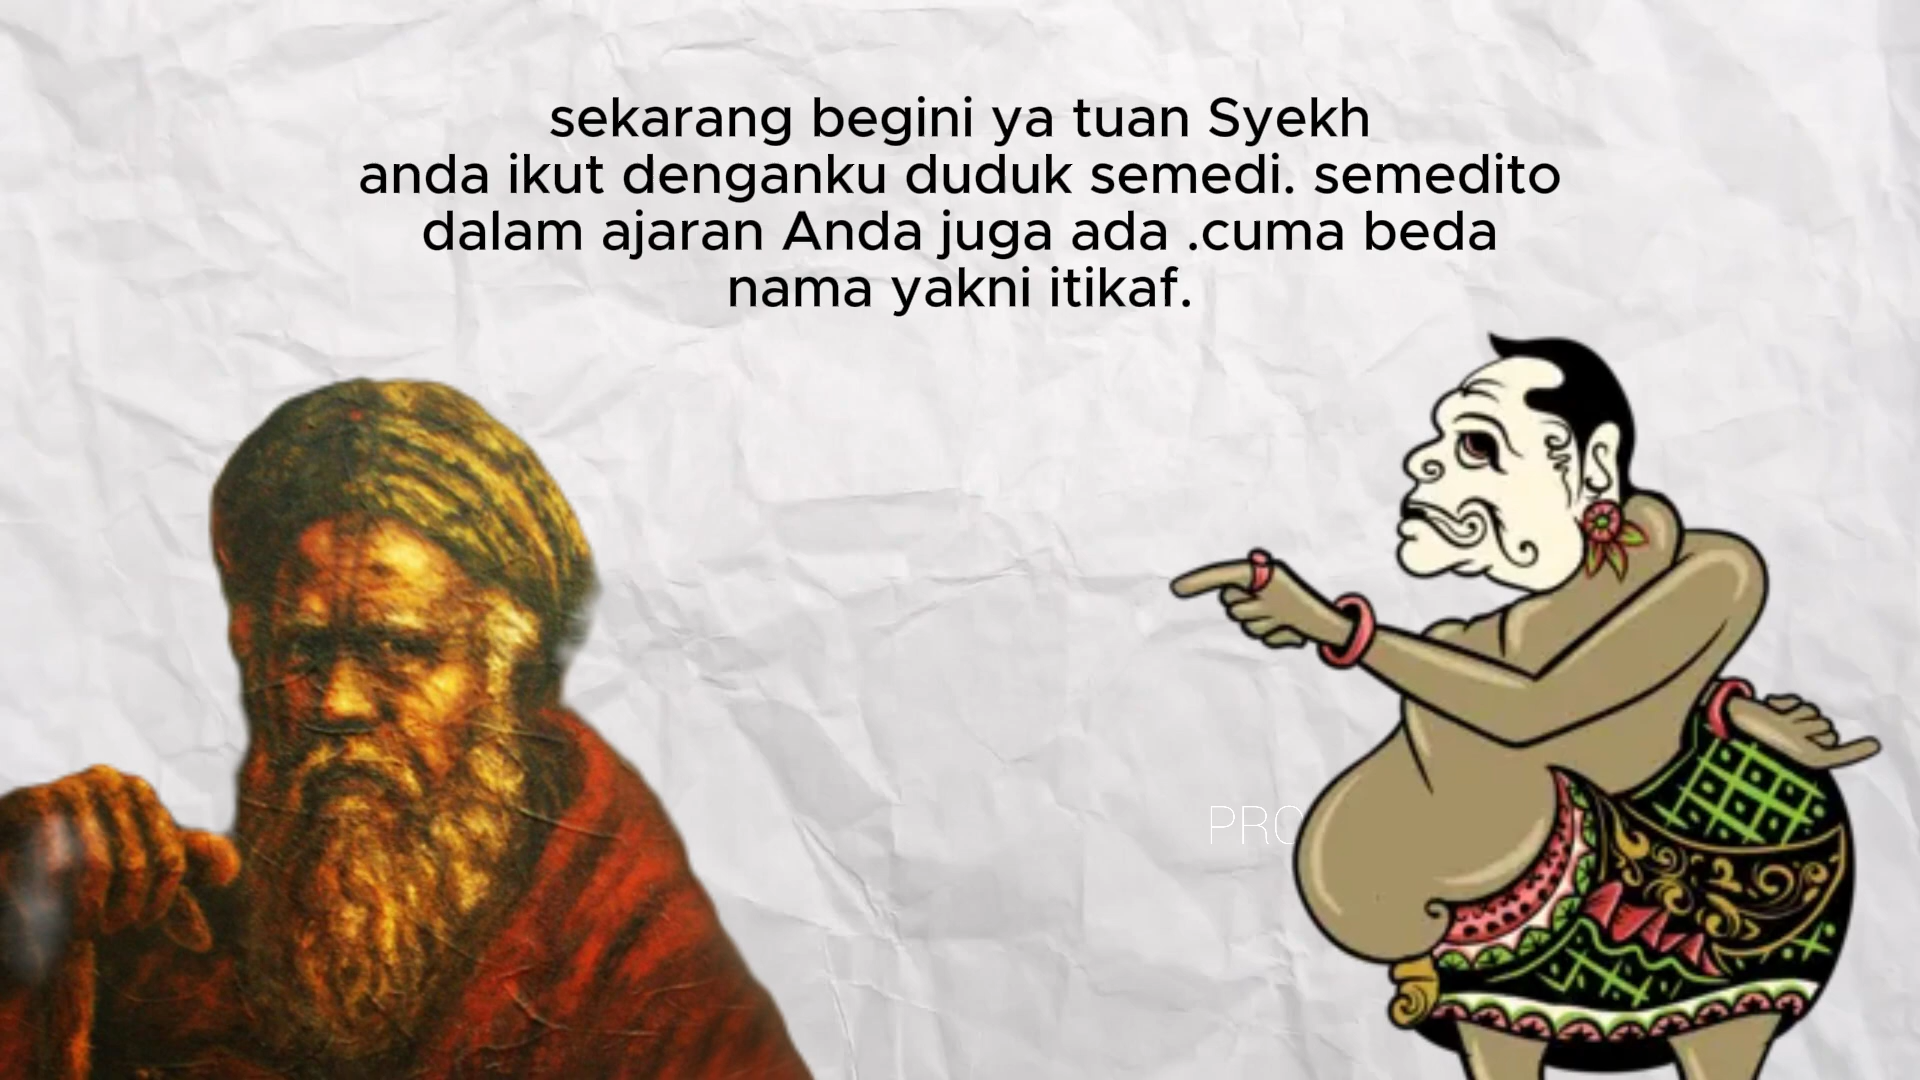 sekarang begini ya tuan Syekh
anda ikut denganku duduk semedi. semedito
dalam ajaran Anda juga ada .cuma beda
nama yakni itikaf.
PRO